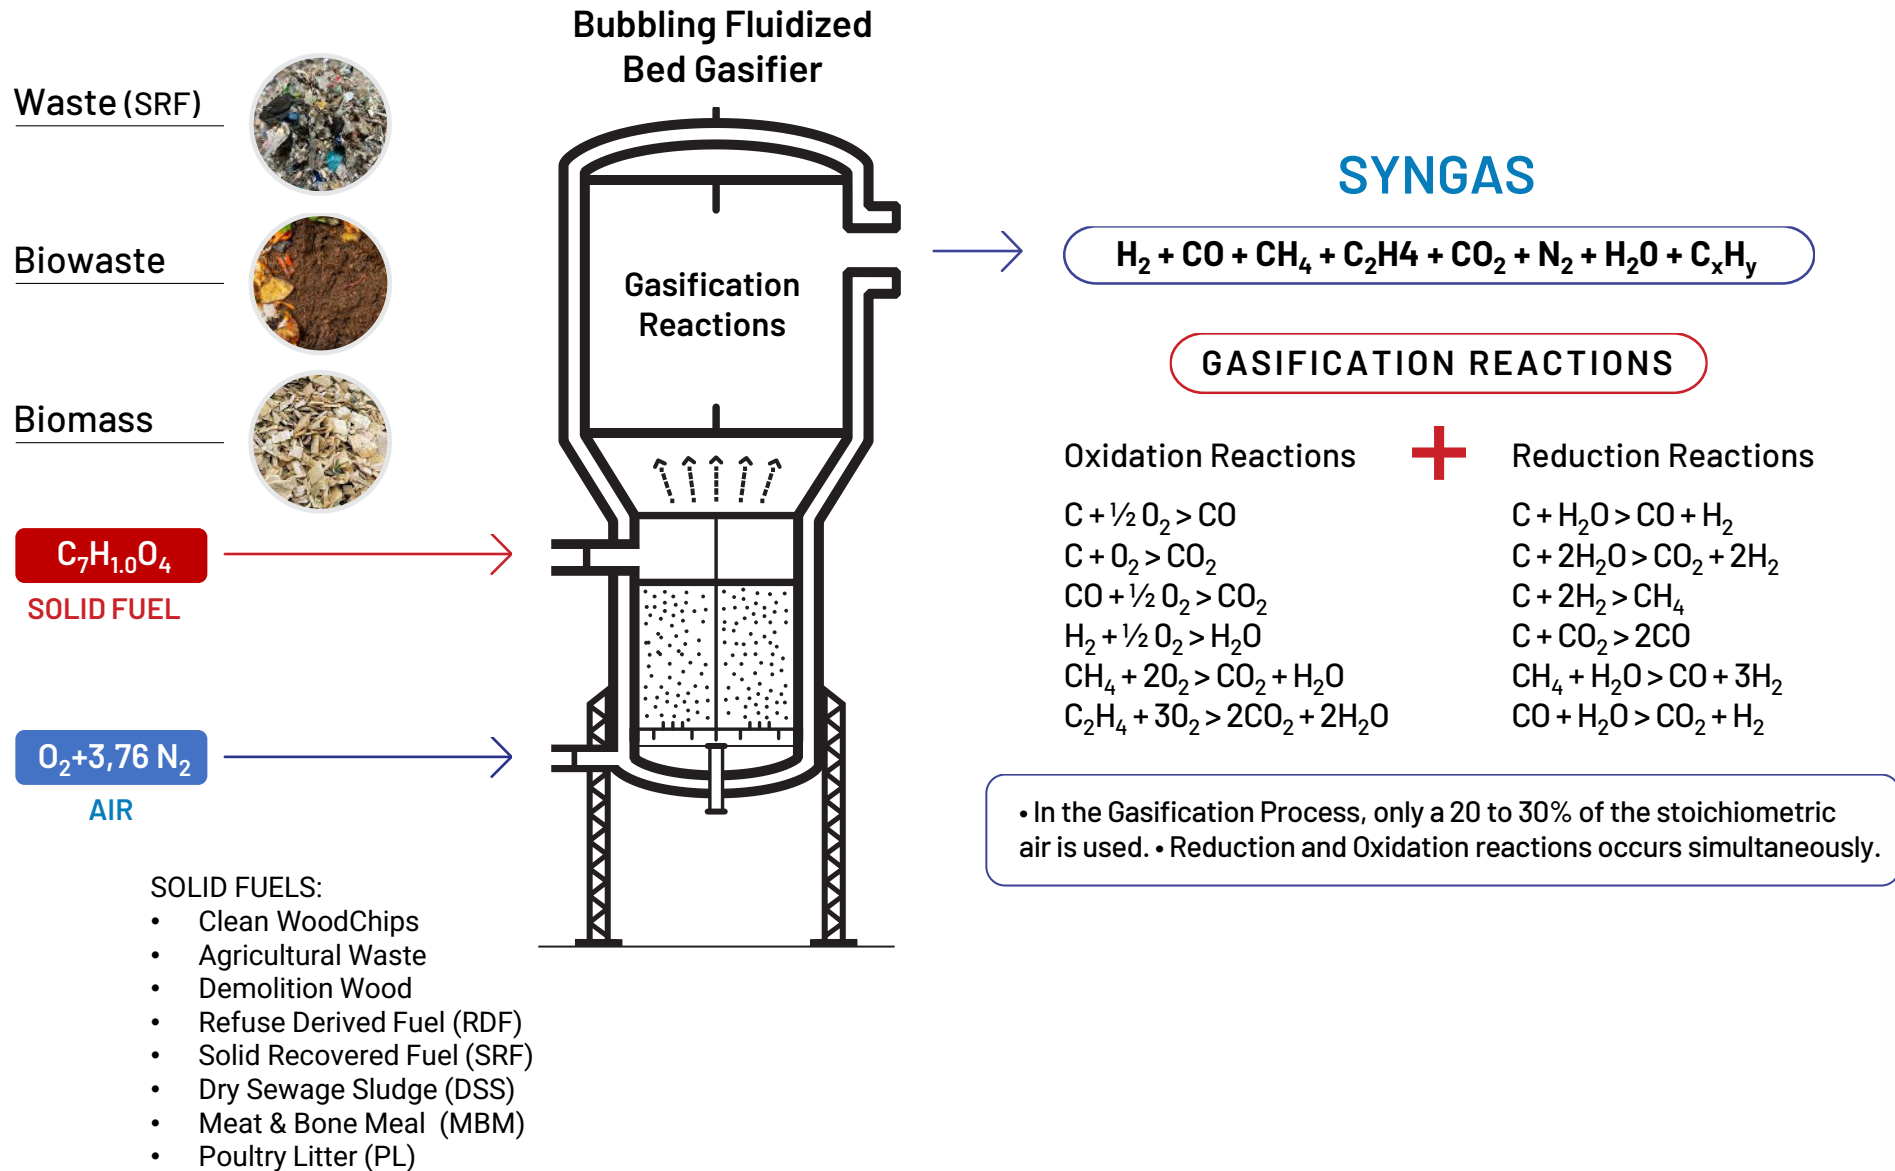 Bubbling Fluidized
Bed Gasifier
Waste (SRF)
Biowaste
Biomass
C₇H₁.₀O₄
SOLID FUEL
O₂+3,76 N₂
AIR
SOLID FUELS:
• Clean WoodChips
• Agricultural Waste
• Demolition Wood
• Refuse Derived Fuel (RDF)
• Solid Recovered Fuel (SRF)
• Dry Sewage Sludge (DSS)
• Meat & Bone Meal (MBM)
• Poultry Litter (PL)
Gasification
Reactions
SYNGAS
H₂ + CO + CH₄ + C₂H4 + CO₂ + N₂ + H₂O + CₓHᵧ
GASIFICATION REACTIONS
Oxidation Reactions
C + ½ O₂ > CO
C + O₂ > CO₂
CO + ½ O₂ > CO₂
H₂ + ½ O₂ > H₂O
CH₄ + 2O₂ > CO₂ + H₂O
C₂H₄ + 3O₂ > 2CO₂ + 2H₂O
+
Reduction Reactions
C + H₂O > CO + H₂
C + 2H₂O > CO₂ + 2H₂
C + 2H₂ > CH₄
C + CO₂ > 2CO
CH₄ + H₂O > CO + 3H₂
CO + H₂O > CO₂ + H₂
• In the Gasification Process, only a 20 to 30% of the stoichiometric
air is used. • Reduction and Oxidation reactions occurs simultaneously.